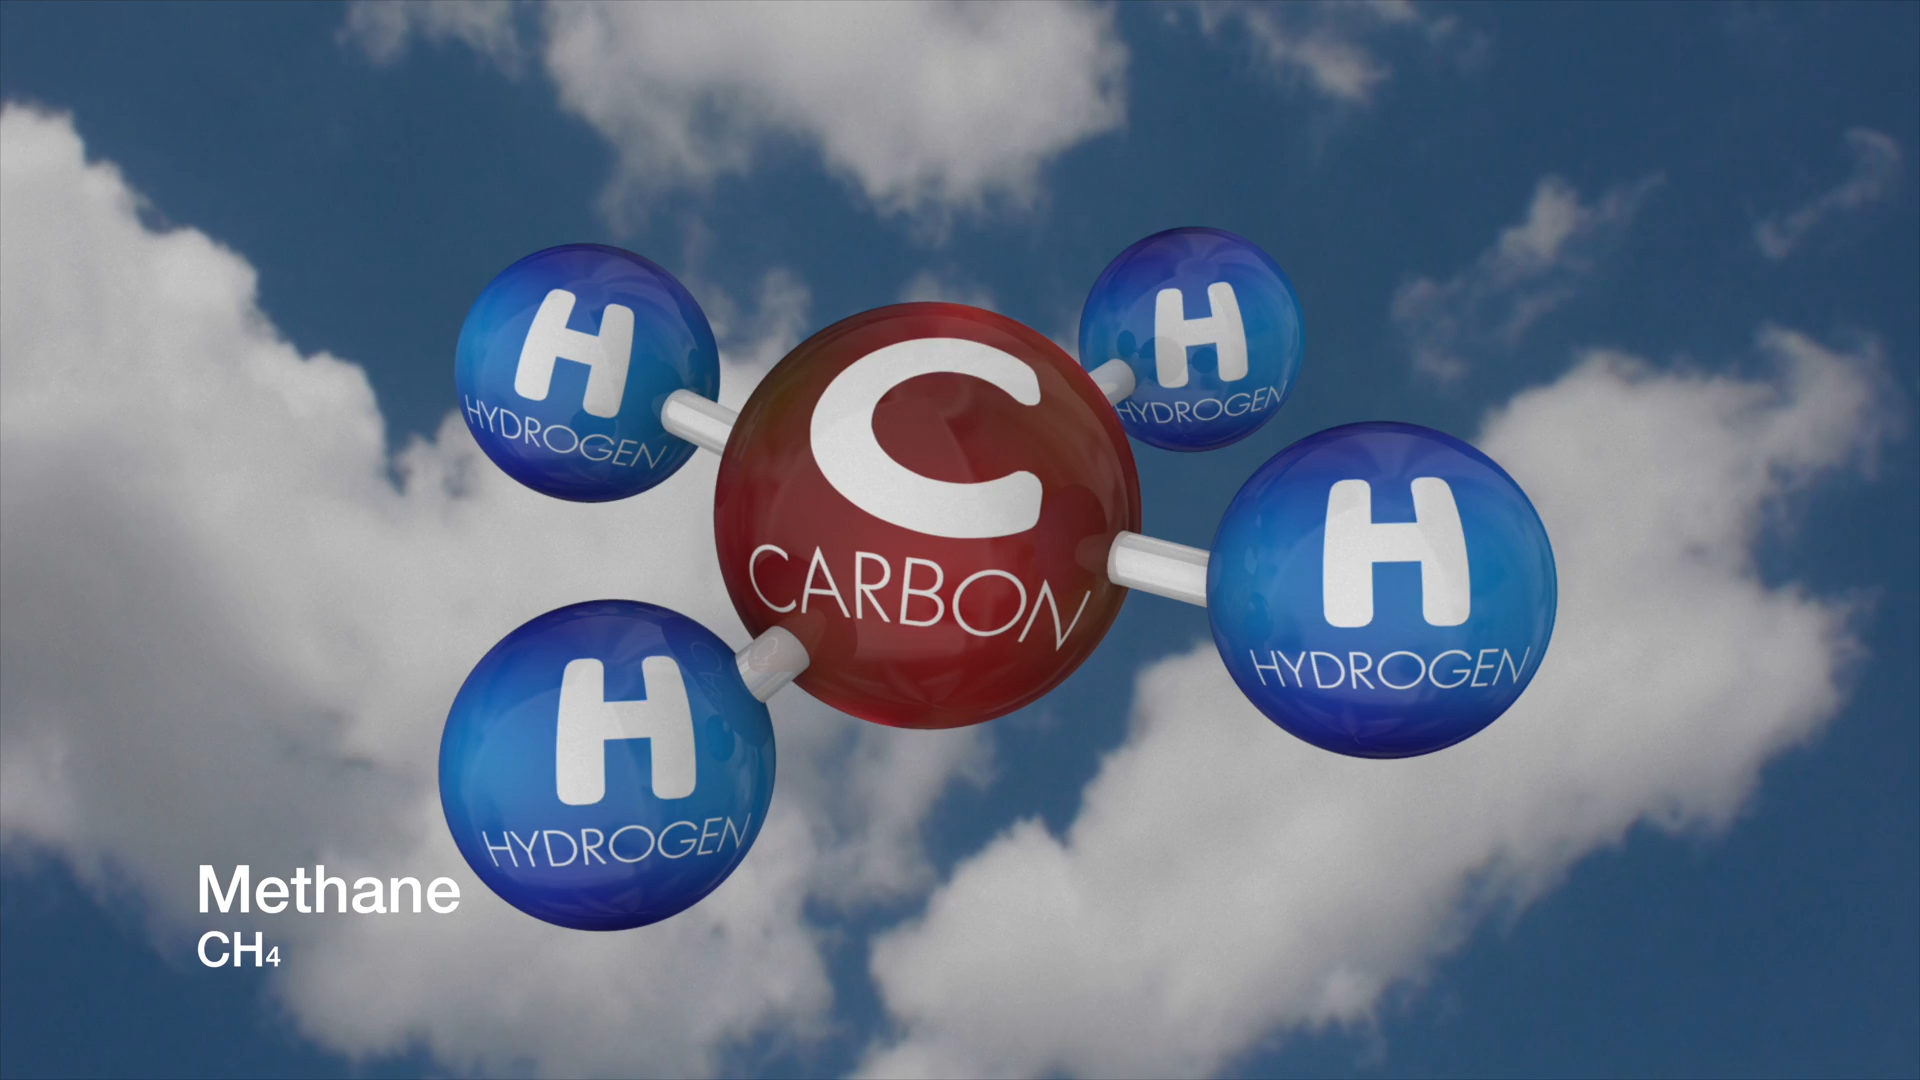 H
HYDROGEN
H
HYDROGEN
C
CARBON
H
HYDROGEN
H
HYDROGEN
Methane
CH₄